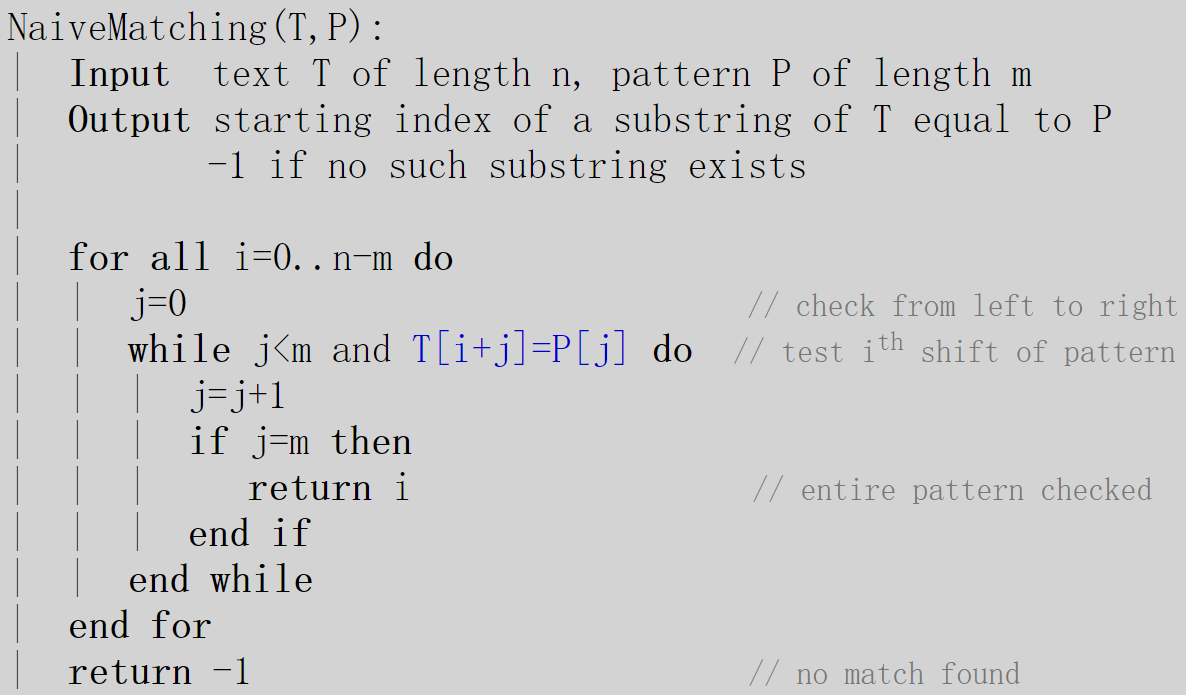 NaiveMatching(T,P):
Input text T of length n, pattern P of length m
Output starting index of a substring of T equal to P
-1 if no such substring exists
for all i=0..n-m do
j=0 // check from left to right
while j<m and T[i+j]=P[j] do // test ith shift of pattern
j=j+1
if j=m then
return i // entire pattern checked
end if
end while
end for
return -1 // no match found